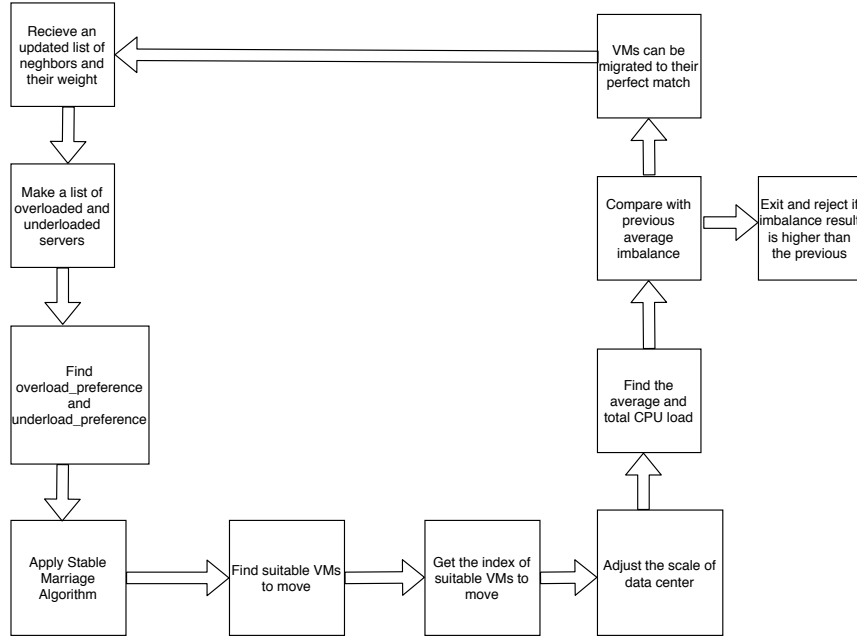 Recieve an
updated list of
neghbors and
their weight
Make a list of
overloaded and
underloaded
servers
Find
overload_preference
and
underload_preference
Apply Stable
Marriage
Algorithm
Find suitable VMs
to move
Get the index of
suitable VMs to
move
Adjust the scale of
data center
Find the
average and
total CPU load
Compare with
previous
average
imbalance
Exit and reject if
imbalance result
is higher than
the previous
VMs can be
migrated to their
perfect match